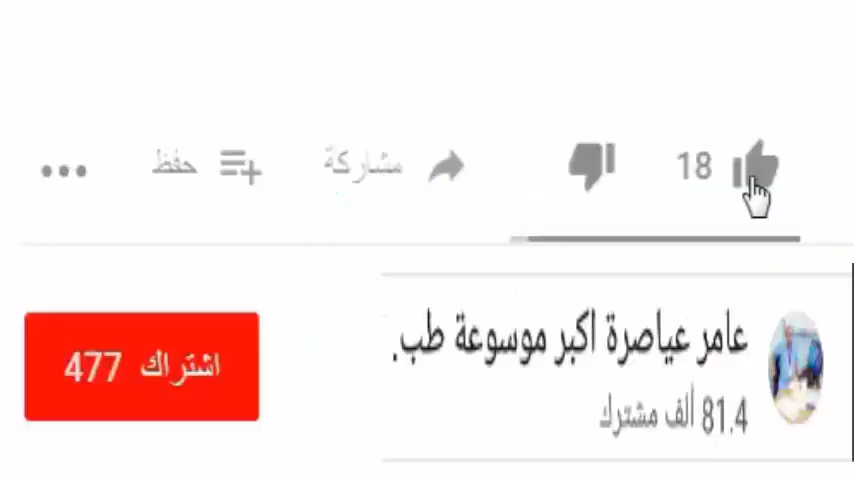 18 مشاركة حفظ
عامر عياصرة اكبر موسوعة طب.
81.4 ألف مشترك
اشتراك 477